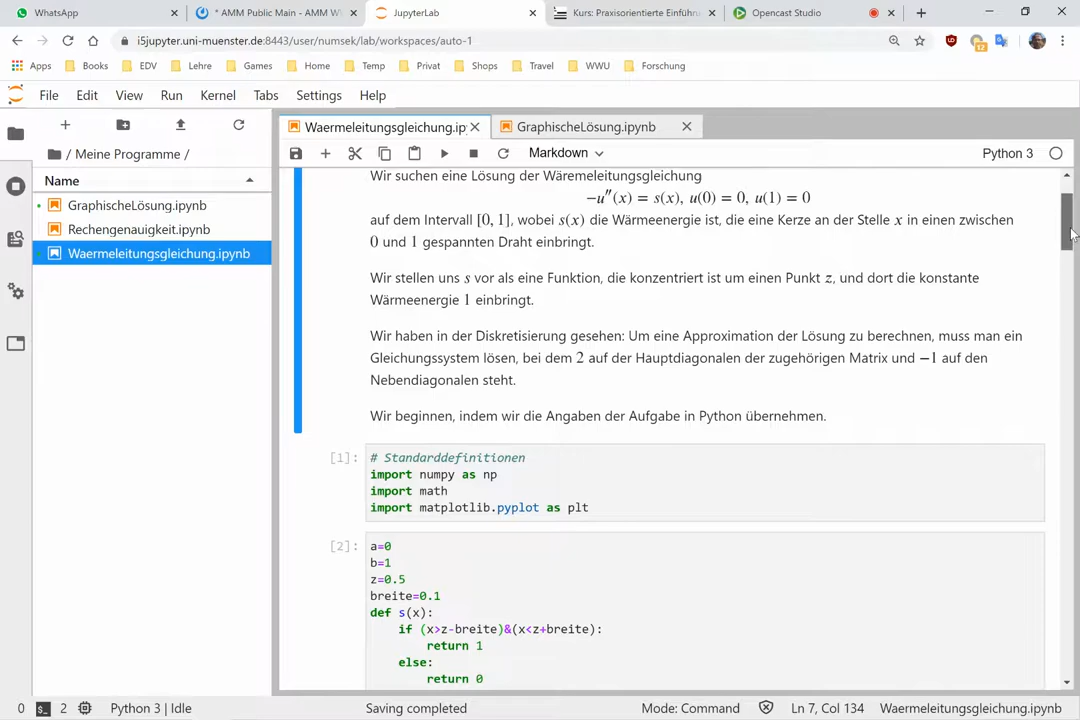 WhatsApp
* AMM Public Main - AMM Wi
JupyterLab
Kurs: Praxisorientierte Einführu
Opencast Studio
i5jupyter.uni-muenster.de:8443/user/numsek/lab/workspaces/auto-1
12
Apps Books EDV Lehre Games Home Temp Privat Shops Travel WWU Forschung
File Edit View Run Kernel Tabs Settings Help
Waermeleitungsgleichung.ip
GraphischeLösung.ipynb
/ Meine Programme /
Markdown
Python 3
Name
GraphischeLösung.ipynb
Rechengenauigkeit.ipynb
Waermeleitungsgleichung.ipynb
Wir suchen eine Lösung der Wäremeleitungsgleichung
−u″(x) = s(x), u(0) = 0, u(1) = 0
auf dem Intervall [0, 1], wobei s(x) die Wärmeenergie ist, die eine Kerze an der Stelle x in einen zwischen
0 und 1 gespannten Draht einbringt.
Wir stellen uns s vor als eine Funktion, die konzentriert ist um einen Punkt z, und dort die konstante
Wärmeenergie 1 einbringt.
Wir haben in der Diskretisierung gesehen: Um eine Approximation der Lösung zu berechnen, muss man ein
Gleichungssystem lösen, bei dem 2 auf der Hauptdiagonalen der zugehörigen Matrix und −1 auf den
Nebendiagonalen steht.
Wir beginnen, indem wir die Angaben der Aufgabe in Python übernehmen.
[1]:
# Standarddefinitionen
import numpy as np
import math
import matplotlib.pyplot as plt
[2]:
a=0
b=1
z=0.5
breite=0.1
def s(x):
    if (x>z-breite)&(x<z+breite):
        return 1
    else:
        return 0
0 2 Python 3 | Idle
Saving completed
Mode: Command
Ln 7, Col 134
Waermeleitungsgleichung.ipynb